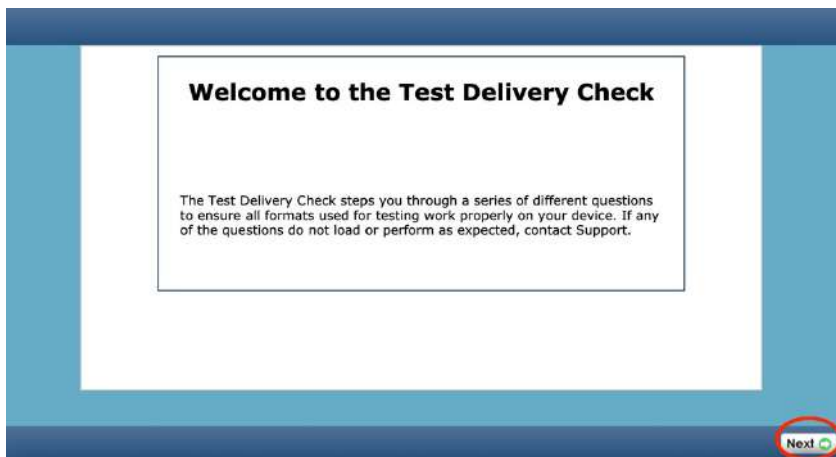 Welcome to the Test Delivery Check
The Test Delivery Check steps you through a series of different questions
to ensure all formats used for testing work properly on your device. If any
of the questions do not load or perform as expected, contact Support.
Next